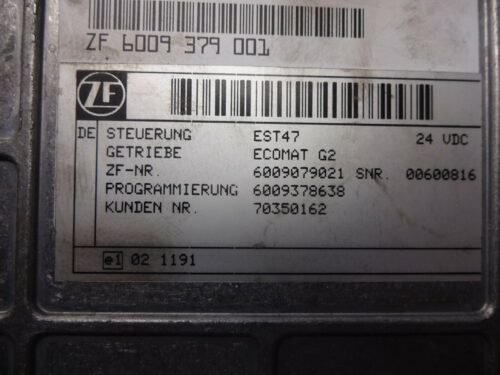 ZF 6009 379 001
ZF
DE STEUERUNG EST47 24 VDC
GETRIEBE ECOMAT G2
ZF-NR. 6009079021 SNR. 00600816
PROGRAMMIERUNG 6009378638
KUNDEN NR. 70350162
e1 02 1191